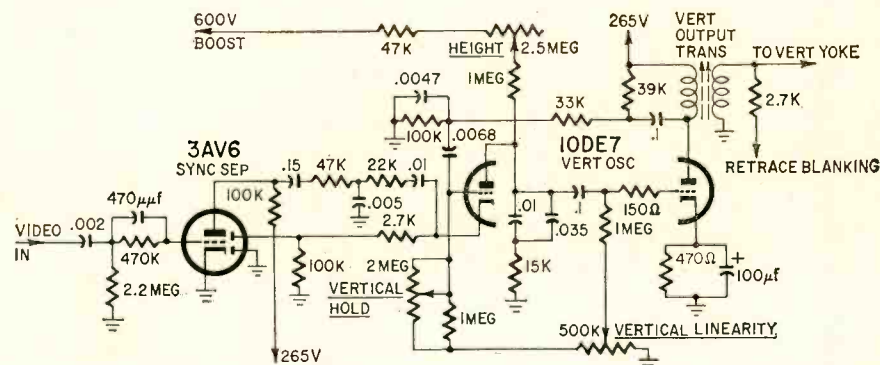 600V
BOOST
47K
HEIGHT
2.5MEG
1MEG
265V
VERT
OUTPUT
TRANS
TO VERT YOKE
39K
2.7K
.0047
100K
.0068
33K
.1
RETRACE BLANKING
3AV6
SYNC SEP
10DE7
VERT OSC
.15
47K
22K
.01
100K
.005
470µµf
.002
VIDEO
IN
470K
2.2MEG
2.7K
100K
2MEG
VERTICAL
HOLD
1MEG
265V
.01
.035
15K
.1
150Ω
1MEG
470Ω
+
100µf
500K
VERTICAL LINEARITY